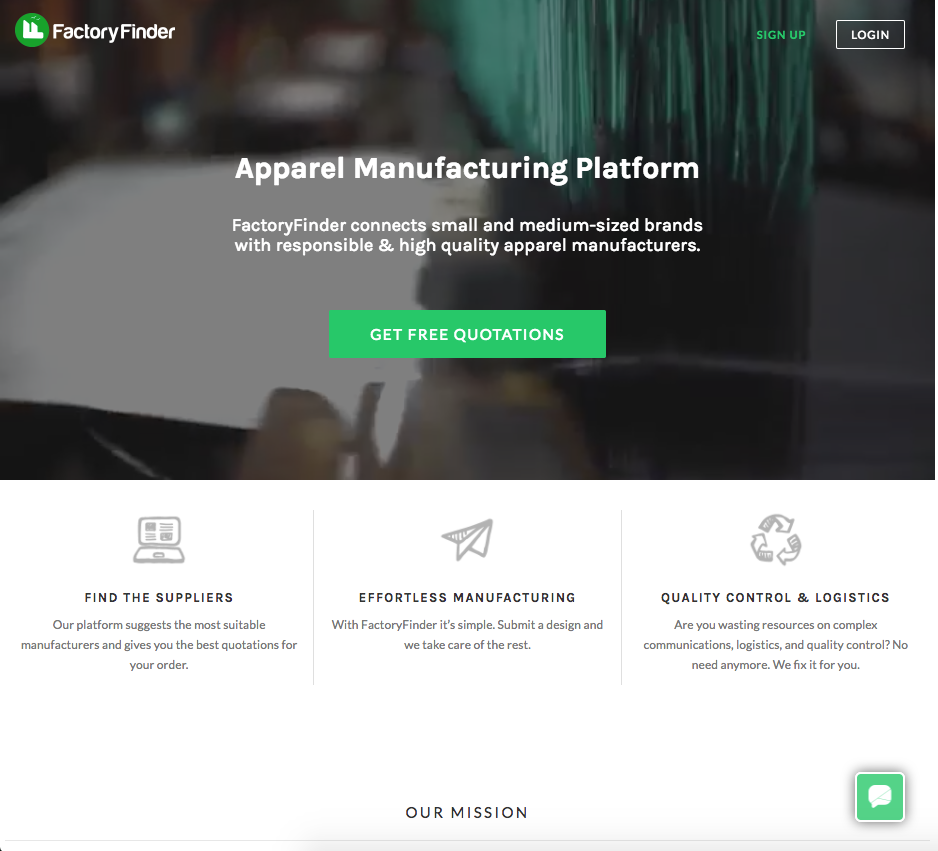 FactoryFinder
SIGN UP
LOGIN
Apparel Manufacturing Platform
FactoryFinder connects small and medium-sized brands
with responsible & high quality apparel manufacturers.
GET FREE QUOTATIONS
FIND THE SUPPLIERS
Our platform suggests the most suitable
manufacturers and gives you the best quotations for
your order.
EFFORTLESS MANUFACTURING
With FactoryFinder it's simple. Submit a design and
we take care of the rest.
QUALITY CONTROL & LOGISTICS
Are you wasting resources on complex
communications, logistics, and quality control? No
need anymore. We fix it for you.
OUR MISSION